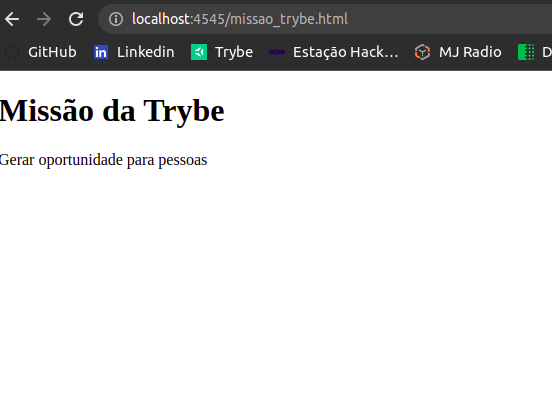 localhost:4545/missao_trybe.html
GitHub Linkedin Trybe Estação Hack… MJ Radio D
Missão da Trybe
Gerar oportunidade para pessoas